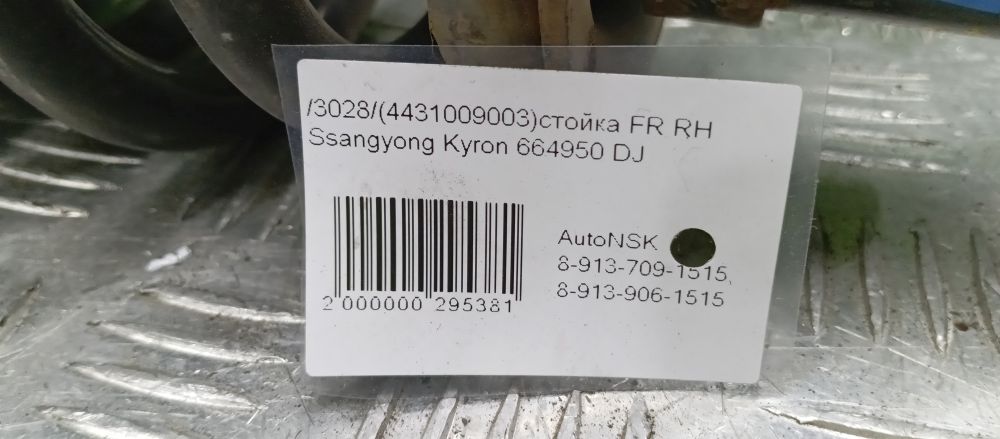 /3028/(4431009003)стойка FR RH
Ssangyong Kyron 664950 DJ
AutoNSK
8-913-709-1515,
8-913-906-1515
2 000000 295381